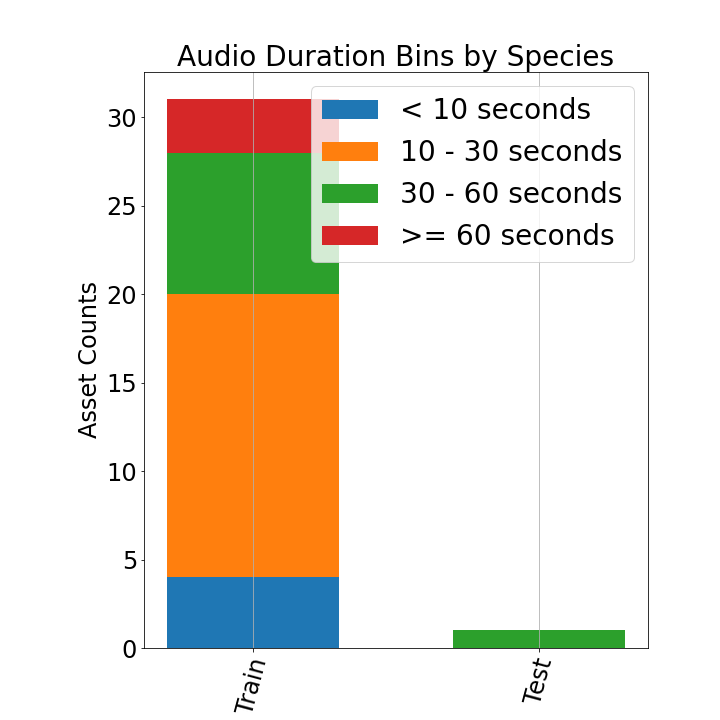 Audio Duration Bins by Species
< 10 seconds
10 - 30 seconds
30 - 60 seconds
>= 60 seconds
Asset Counts
30
25
20
15
10
5
0
Train
Test